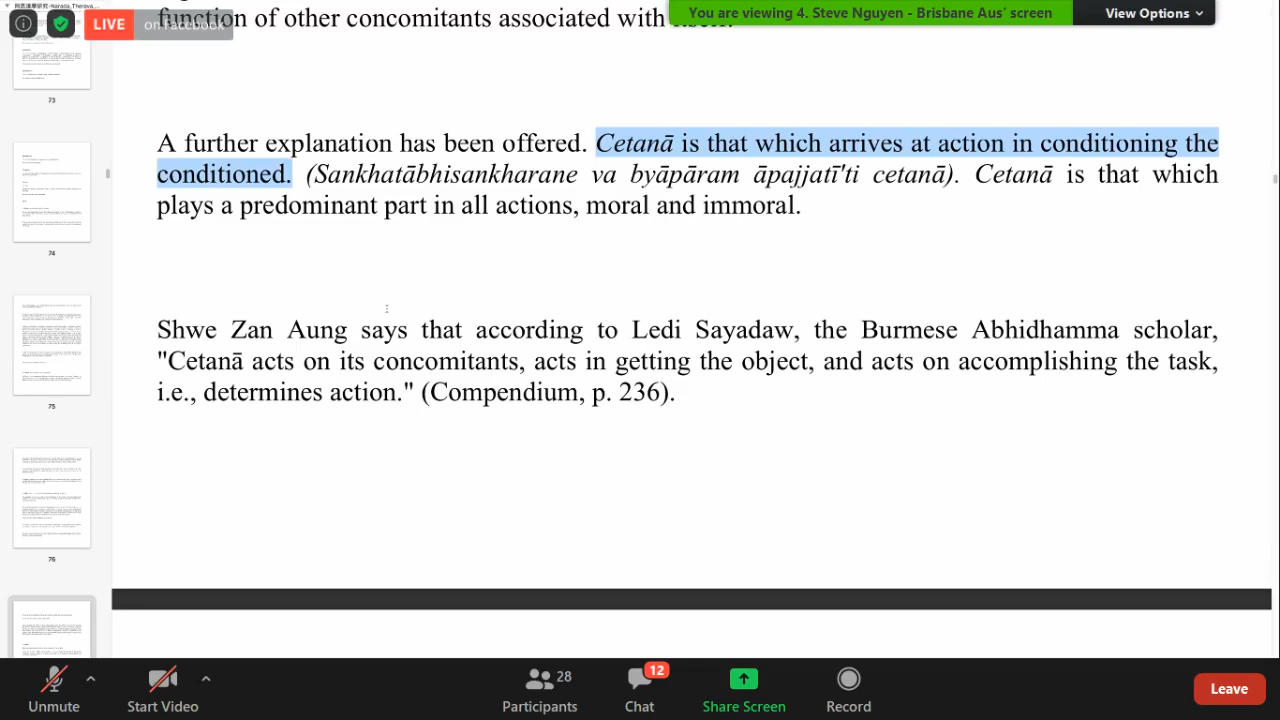 Narada_Thera
LIVE
on Facebook
You are viewing 4. Steve Nguyen - Brisbane Aus' screen
View Options
function of other concomitants associated with itself.
73
A further explanation has been offered. Cetanā is that which arrives at action in conditioning the
conditioned. (Sankhatābhisankharane va byāpāram āpajjatī'ti cetanā). Cetanā is that which
plays a predominant part in all actions, moral and immoral.
74
Shwe Zan Aung says that according to Ledi Sayadaw, the Burmese Abhidhamma scholar,
"Cetanā acts on its concomitants, acts in getting the object, and acts on accomplishing the task,
i.e., determines action." (Compendium, p. 236).
75
76
Unmute
Start Video
28
Participants
12
Chat
Share Screen
Record
Leave